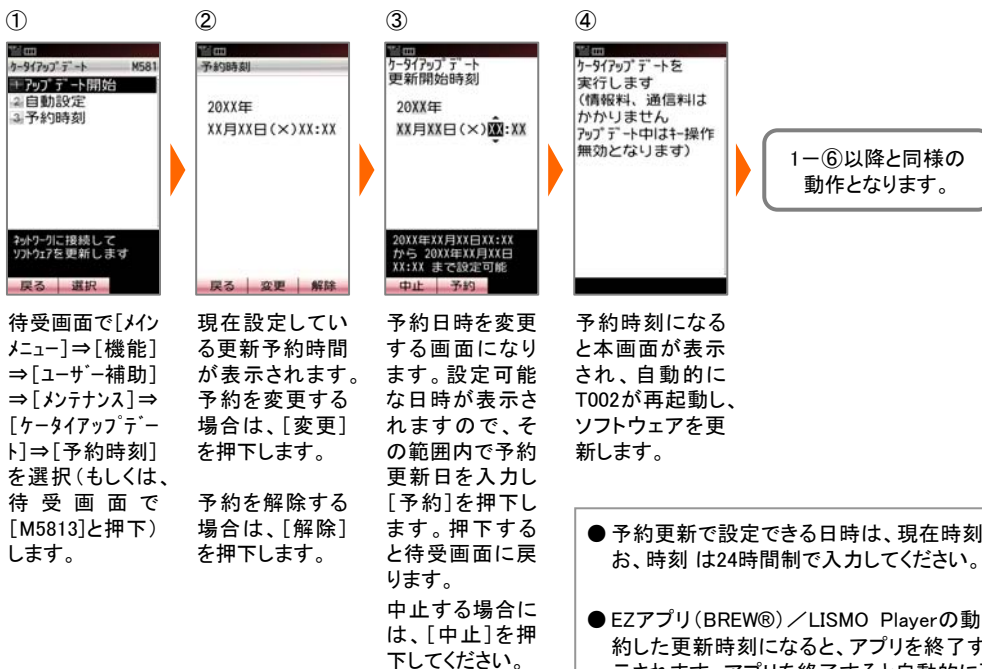 ①
ｹｰﾀｲｱｯﾌﾟﾃﾞｰﾄ M581
1 ｱｯﾌﾟﾃﾞｰﾄ開始
2 自動設定
3 予約時刻
ﾈｯﾄﾜｰｸに接続して
ｿﾌﾄｳｪｱを更新します
戻る 選択
待受画面で[ﾒｲﾝ
ﾒﾆｭｰ]⇒[機能]
⇒[ﾕｰｻﾞｰ補助]
⇒[ﾒﾝﾃﾅﾝｽ]⇒
[ｹｰﾀｲｱｯﾌﾟﾃﾞｰ
ﾄ]⇒[予約時刻]
を選択(もしくは、
待受画面で
[M5813]と押下)
します。
②
予約時刻
20XX年
XX月XX日(×)XX:XX
戻る 変更 解除
現在設定してい
る更新予約時間
が表示されます。
予約を変更する
場合は、[変更]
を押下します。
予約を解除する
場合は、[解除]
を押下します。
③
ｹｰﾀｲｱｯﾌﾟﾃﾞｰﾄ
更新開始時刻
20XX年
XX月XX日(×)XX:XX
20XX年XX月XX日XX:XX
から 20XX年XX月XX日
XX:XX まで設定可能
中止 予約
予約日時を変更
する画面になり
ます。設定可能
な日時が表示さ
れますので、そ
の範囲内で予約
更新日を入力し
[予約]を押下し
ます。押下する
と待受画面に戻
ります。
中止する場合に
は、[中止]を押
下してください。
④
ｹｰﾀｲｱｯﾌﾟﾃﾞｰﾄを
実行します
(情報料、通信料は
かかりません
ｱｯﾌﾟﾃﾞｰﾄ中はｷｰ操作
無効となります)
予約時刻になる
と本画面が表示
され、自動的に
T002が再起動し、
ソフトウェアを更
新します。
1－⑥以降と同様の
動作となります。
● 予約更新で設定できる日時は、現在時刻
お、時刻 は24時間制で入力してください。
● EZアプリ(BREW®)／LISMO Playerの動
約した更新時刻になると、アプリを終了す